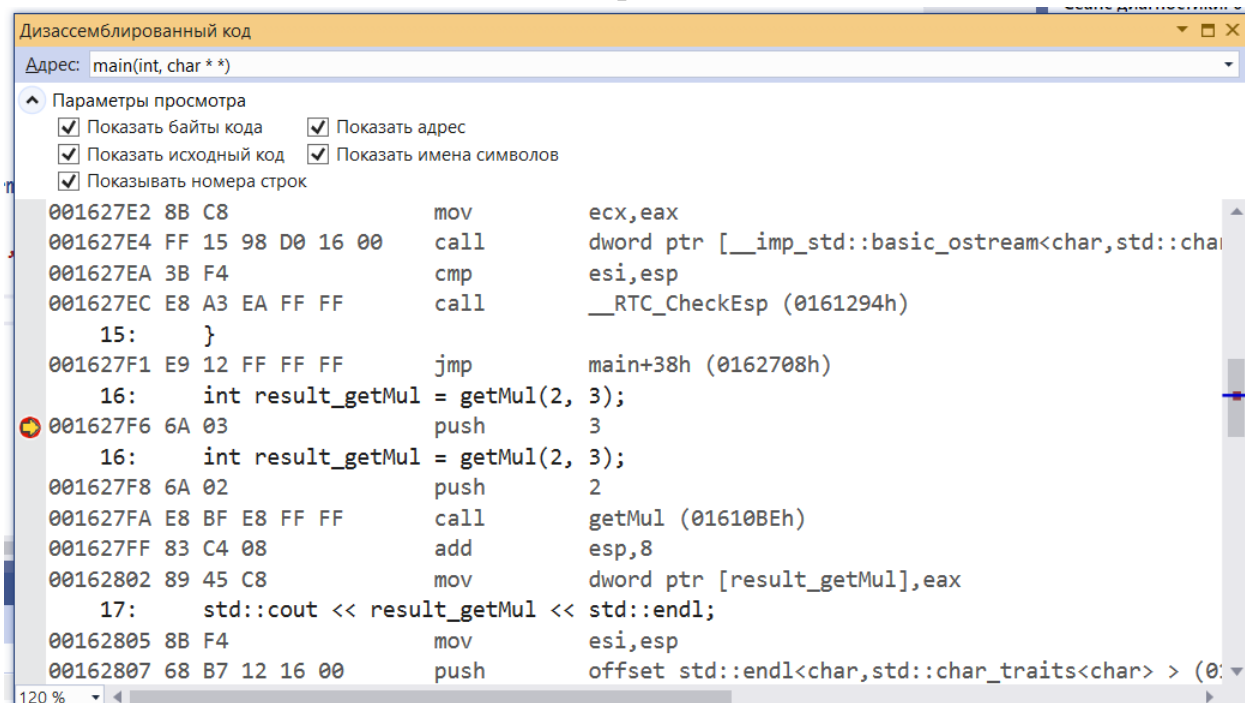 Дизассемблированный код
Адрес: main(int, char * *)
Параметры просмотра
Показать байты кода Показать адрес
Показать исходный код Показать имена символов
Показывать номера строк
001627E2 8B C8 mov ecx,eax
001627E4 FF 15 98 D0 16 00 call dword ptr [__imp_std::basic_ostream<char,std::char
001627EA 3B F4 cmp esi,esp
001627EC E8 A3 EA FF FF call __RTC_CheckEsp (0161294h)
15: }
001627F1 E9 12 FF FF FF jmp main+38h (0162708h)
16: int result_getMul = getMul(2, 3);
001627F6 6A 03 push 3
16: int result_getMul = getMul(2, 3);
001627F8 6A 02 push 2
001627FA E8 BF E8 FF FF call getMul (01610BEh)
001627FF 83 C4 08 add esp,8
00162802 89 45 C8 mov dword ptr [result_getMul],eax
17: std::cout << result_getMul << std::endl;
00162805 8B F4 mov esi,esp
00162807 68 B7 12 16 00 push offset std::endl<char,std::char_traits<char> > (0
120 %